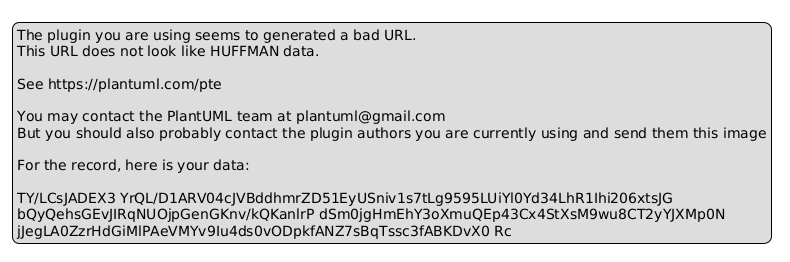 The plugin you are using seems to generated a bad URL.
This URL does not look like HUFFMAN data.
See https://plantuml.com/pte
You may contact the PlantUML team at plantuml@gmail.com
But you should also probably contact the plugin authors you are currently using and send them this image
For the record, here is your data:
TY/LCsJADEX3 YrQL/D1ARV04cJVBddhmrZD51EyUSniv1s7tLg9595LUiYl0Yd34LhR1Ihi206xtsJG
bQyQehsGEvJIRqNUOjpGenGKnv/kQKanlrP dSm0jgHmEhY3oXmuQEp43Cx4StXsM9wu8CT2yYJXMp0N
jJegLA0ZzrHdGiMlPAeVMYv9Iu4ds0vODpkfANZ7sBqTssc3fABKDvX0 Rc